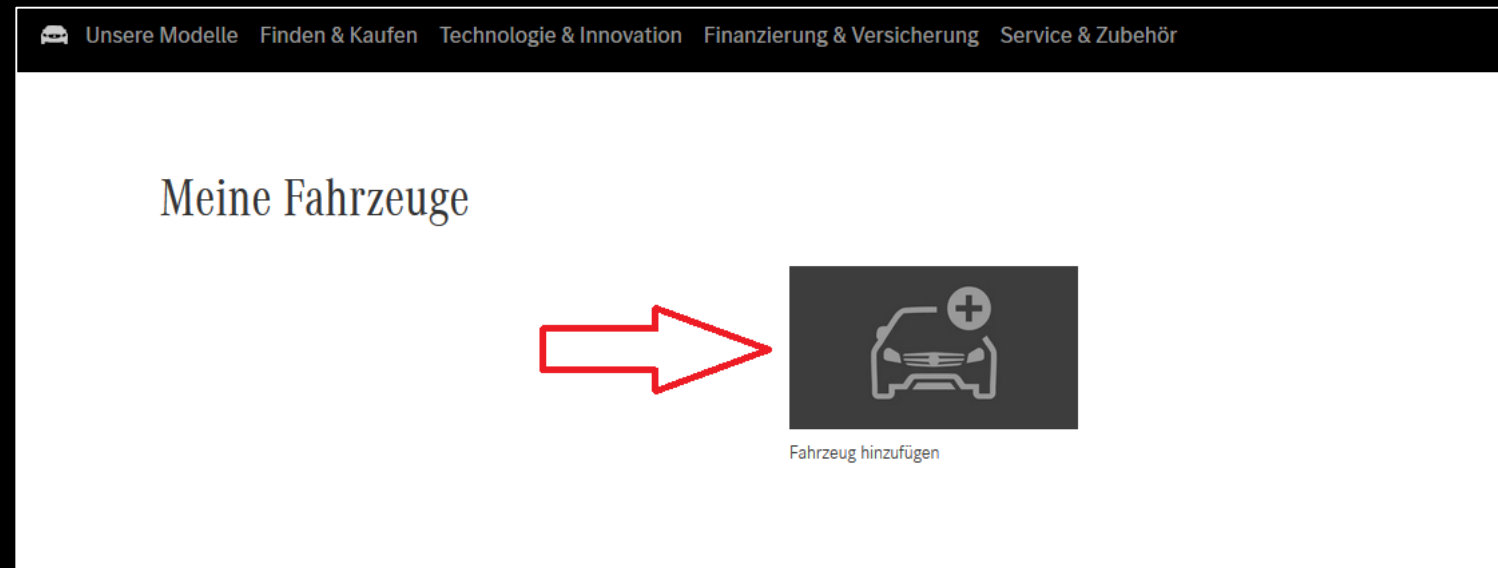 Unsere Modelle Finden & Kaufen Technologie & Innovation Finanzierung & Versicherung Service & Zubehör
Meine Fahrzeuge
Fahrzeug hinzufügen